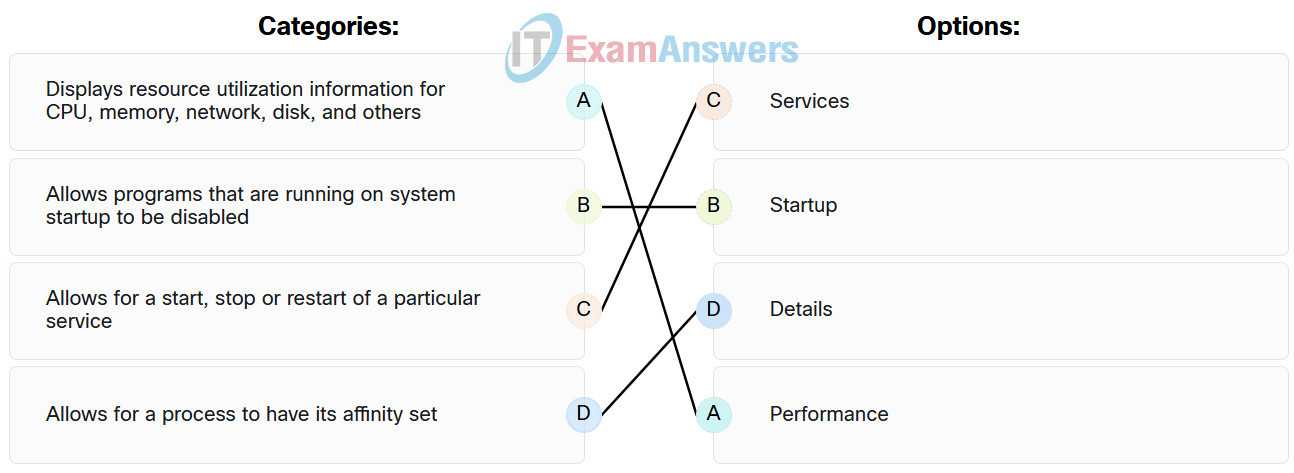 Categories:
Options:
ITExamAnswers
Displays resource utilization information for
CPU, memory, network, disk, and others
A
C
Services
Allows programs that are running on system
startup to be disabled
B
B
Startup
Allows for a start, stop or restart of a particular
service
C
D
Details
Allows for a process to have its affinity set
D
A
Performance